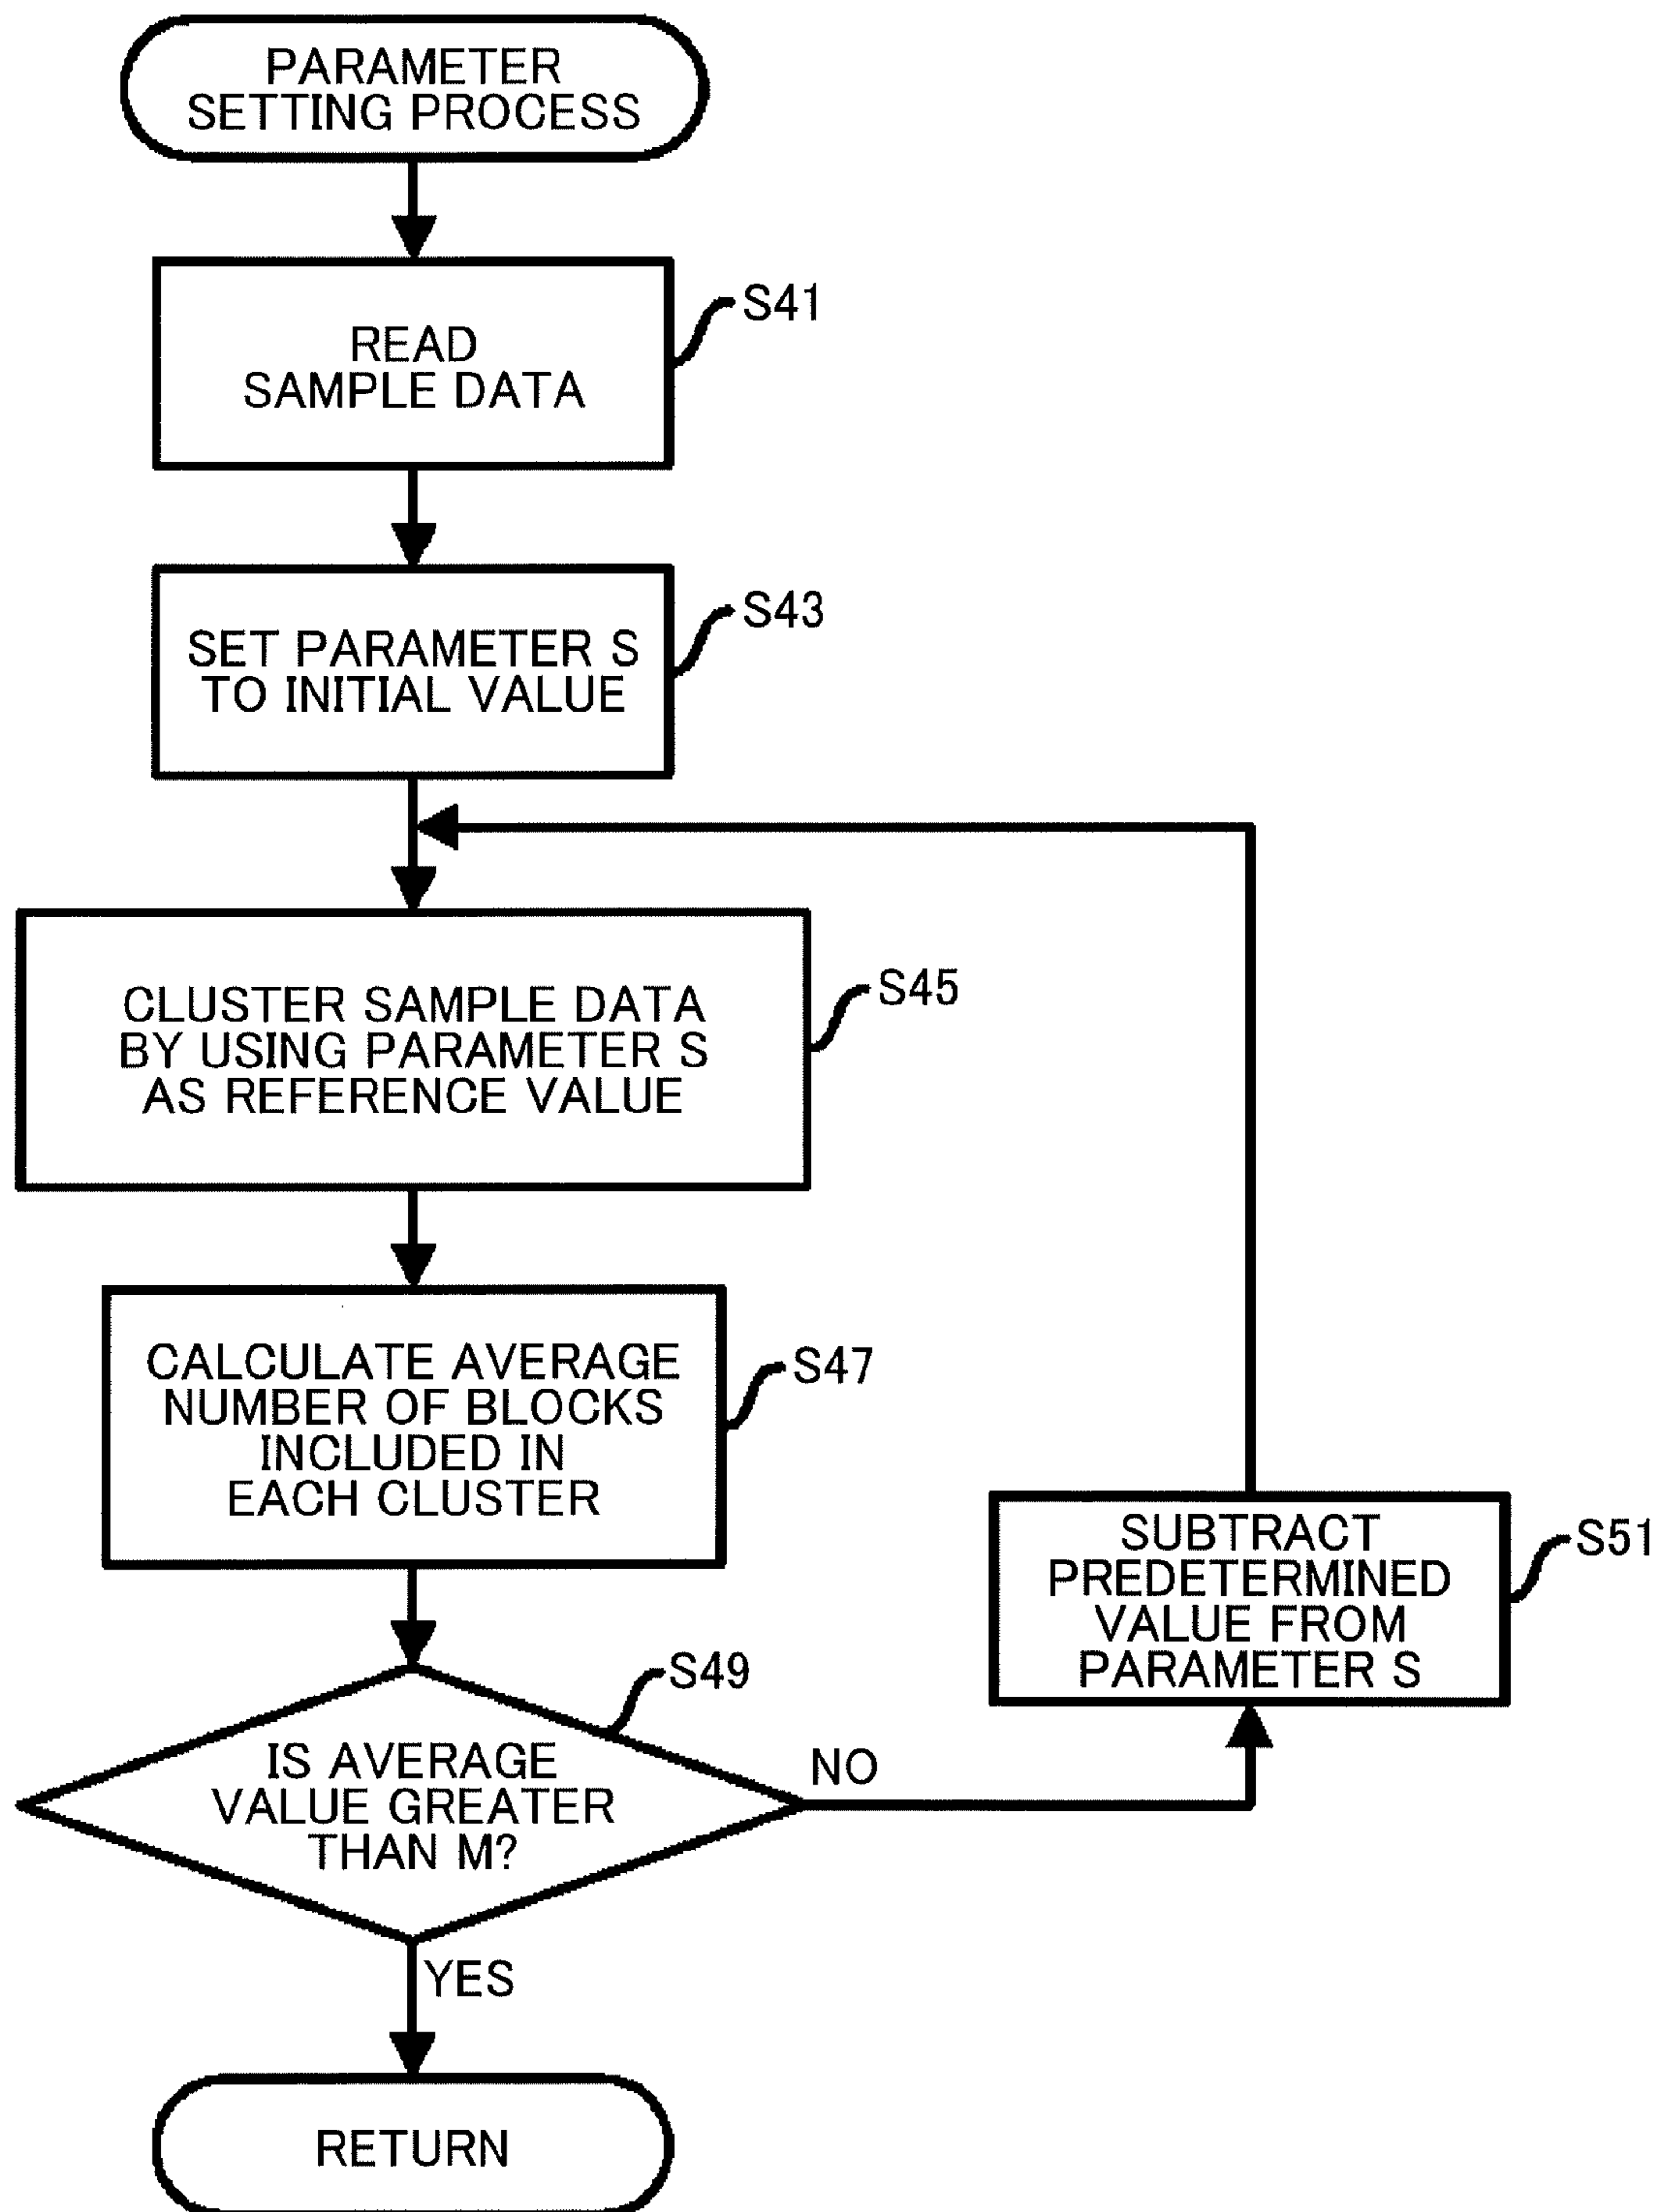 PARAMETER
SETTING PROCESS
S41
READ
SAMPLE DATA
S43
SET PARAMETER S
TO INITIAL VALUE
S45
CLUSTER SAMPLE DATA
BY USING PARAMETER S
AS REFERENCE VALUE
S47
CALCULATE AVERAGE
NUMBER OF BLOCKS
INCLUDED IN
EACH CLUSTER
S51
SUBTRACT
PREDETERMINED
VALUE FROM
PARAMETER S
S49
IS AVERAGE
VALUE GREATER
THAN M?
NO
YES
RETURN